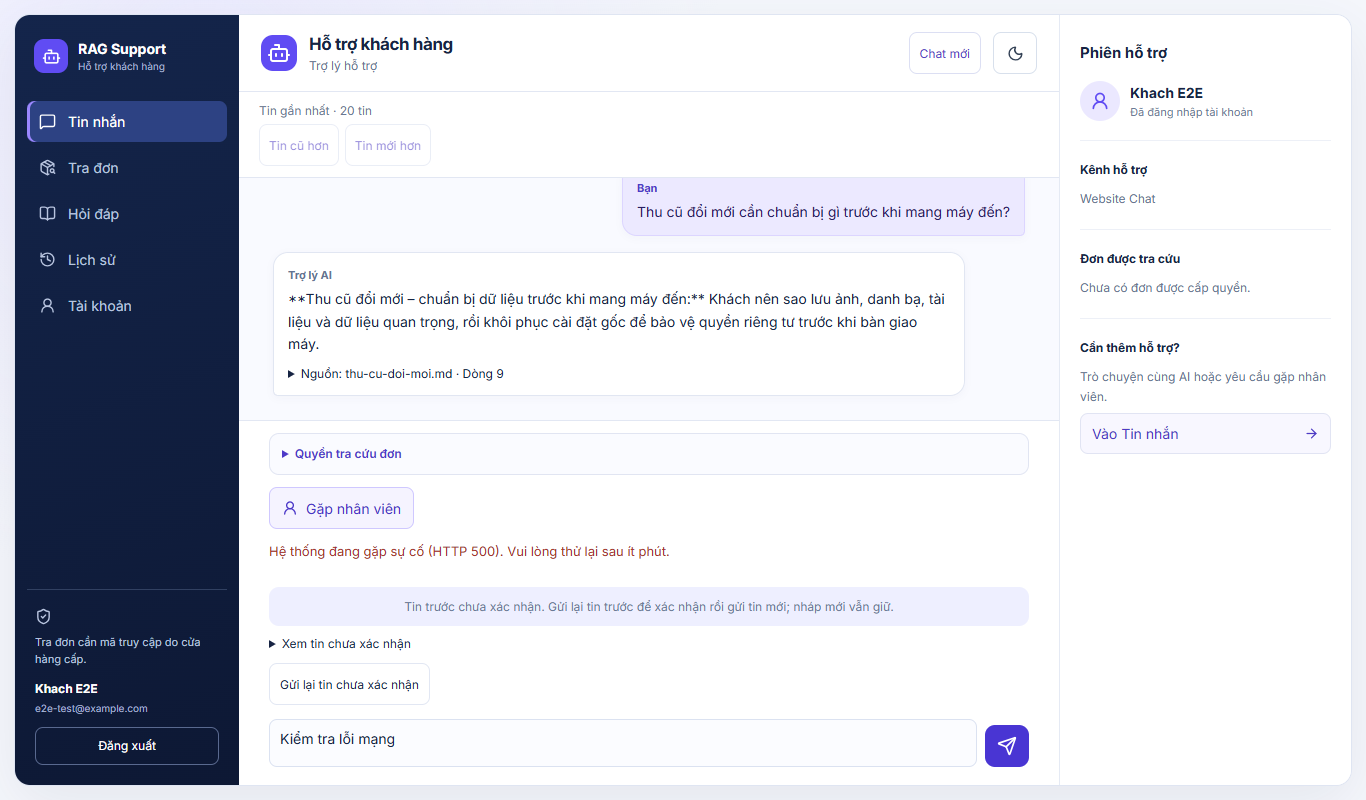 RAG Support
Hỗ trợ khách hàng
Tin nhắn
Tra đơn
Hỏi đáp
Lịch sử
Tài khoản
Tra đơn cần mã truy cập do cửa
hàng cấp.
Khach E2E
e2e-test@example.com
Đăng xuất
Hỗ trợ khách hàng
Trợ lý hỗ trợ
Chat mới
Tin gần nhất · 20 tin
Tin cũ hơn
Tin mới hơn
Bạn
Thu cũ đổi mới cần chuẩn bị gì trước khi mang máy đến?
Trợ lý AI
**Thu cũ đổi mới – chuẩn bị dữ liệu trước khi mang máy đến:** Khách nên sao lưu ảnh, danh bạ, tài
liệu và dữ liệu quan trọng, rồi khôi phục cài đặt gốc để bảo vệ quyền riêng tư trước khi bàn giao
máy.
Nguồn: thu-cu-doi-moi.md · Dòng 9
Quyền tra cứu đơn
Gặp nhân viên
Hệ thống đang gặp sự cố (HTTP 500). Vui lòng thử lại sau ít phút.
Tin trước chưa xác nhận. Gửi lại tin trước để xác nhận rồi gửi tin mới; nháp mới vẫn giữ.
Xem tin chưa xác nhận
Gửi lại tin chưa xác nhận
Kiểm tra lỗi mạng
Phiên hỗ trợ
Khach E2E
Đã đăng nhập tài khoản
Kênh hỗ trợ
Website Chat
Đơn được tra cứu
Chưa có đơn được cấp quyền.
Cần thêm hỗ trợ?
Trò chuyện cùng AI hoặc yêu cầu gặp nhân
viên.
Vào Tin nhắn